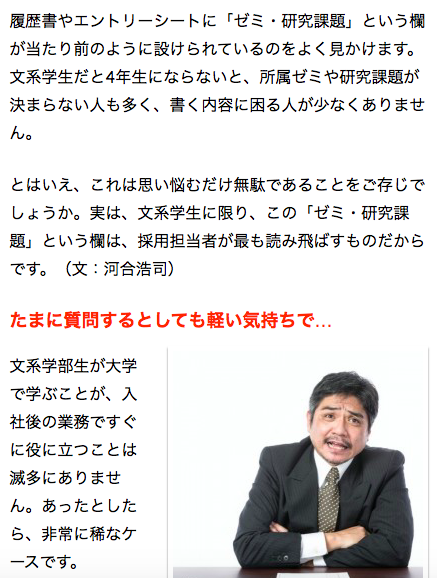 履歴書やエントリーシートに「ゼミ・研究課題」という欄
が当たり前のように設けられているのをよく見かけます。
文系学生だと4年生にならないと、所属ゼミや研究課題が
決まらない人も多く、書く内容に困る人が少なくありませ
ん。
とはいえ、これは思い悩むだけ無駄であることをご存じで
しょうか。実は、文系学生に限り、この「ゼミ・研究課
題」という欄は、採用担当者が最も読み飛ばすものだから
です。（文：河合浩司）
たまに質問するとしても軽い気持ちで…
文系学部生が大学
で学ぶことが、入
社後の業務ですぐ
に役に立つことは
滅多にありませ
ん。あったとした
ら、非常に稀なケ
ースです。